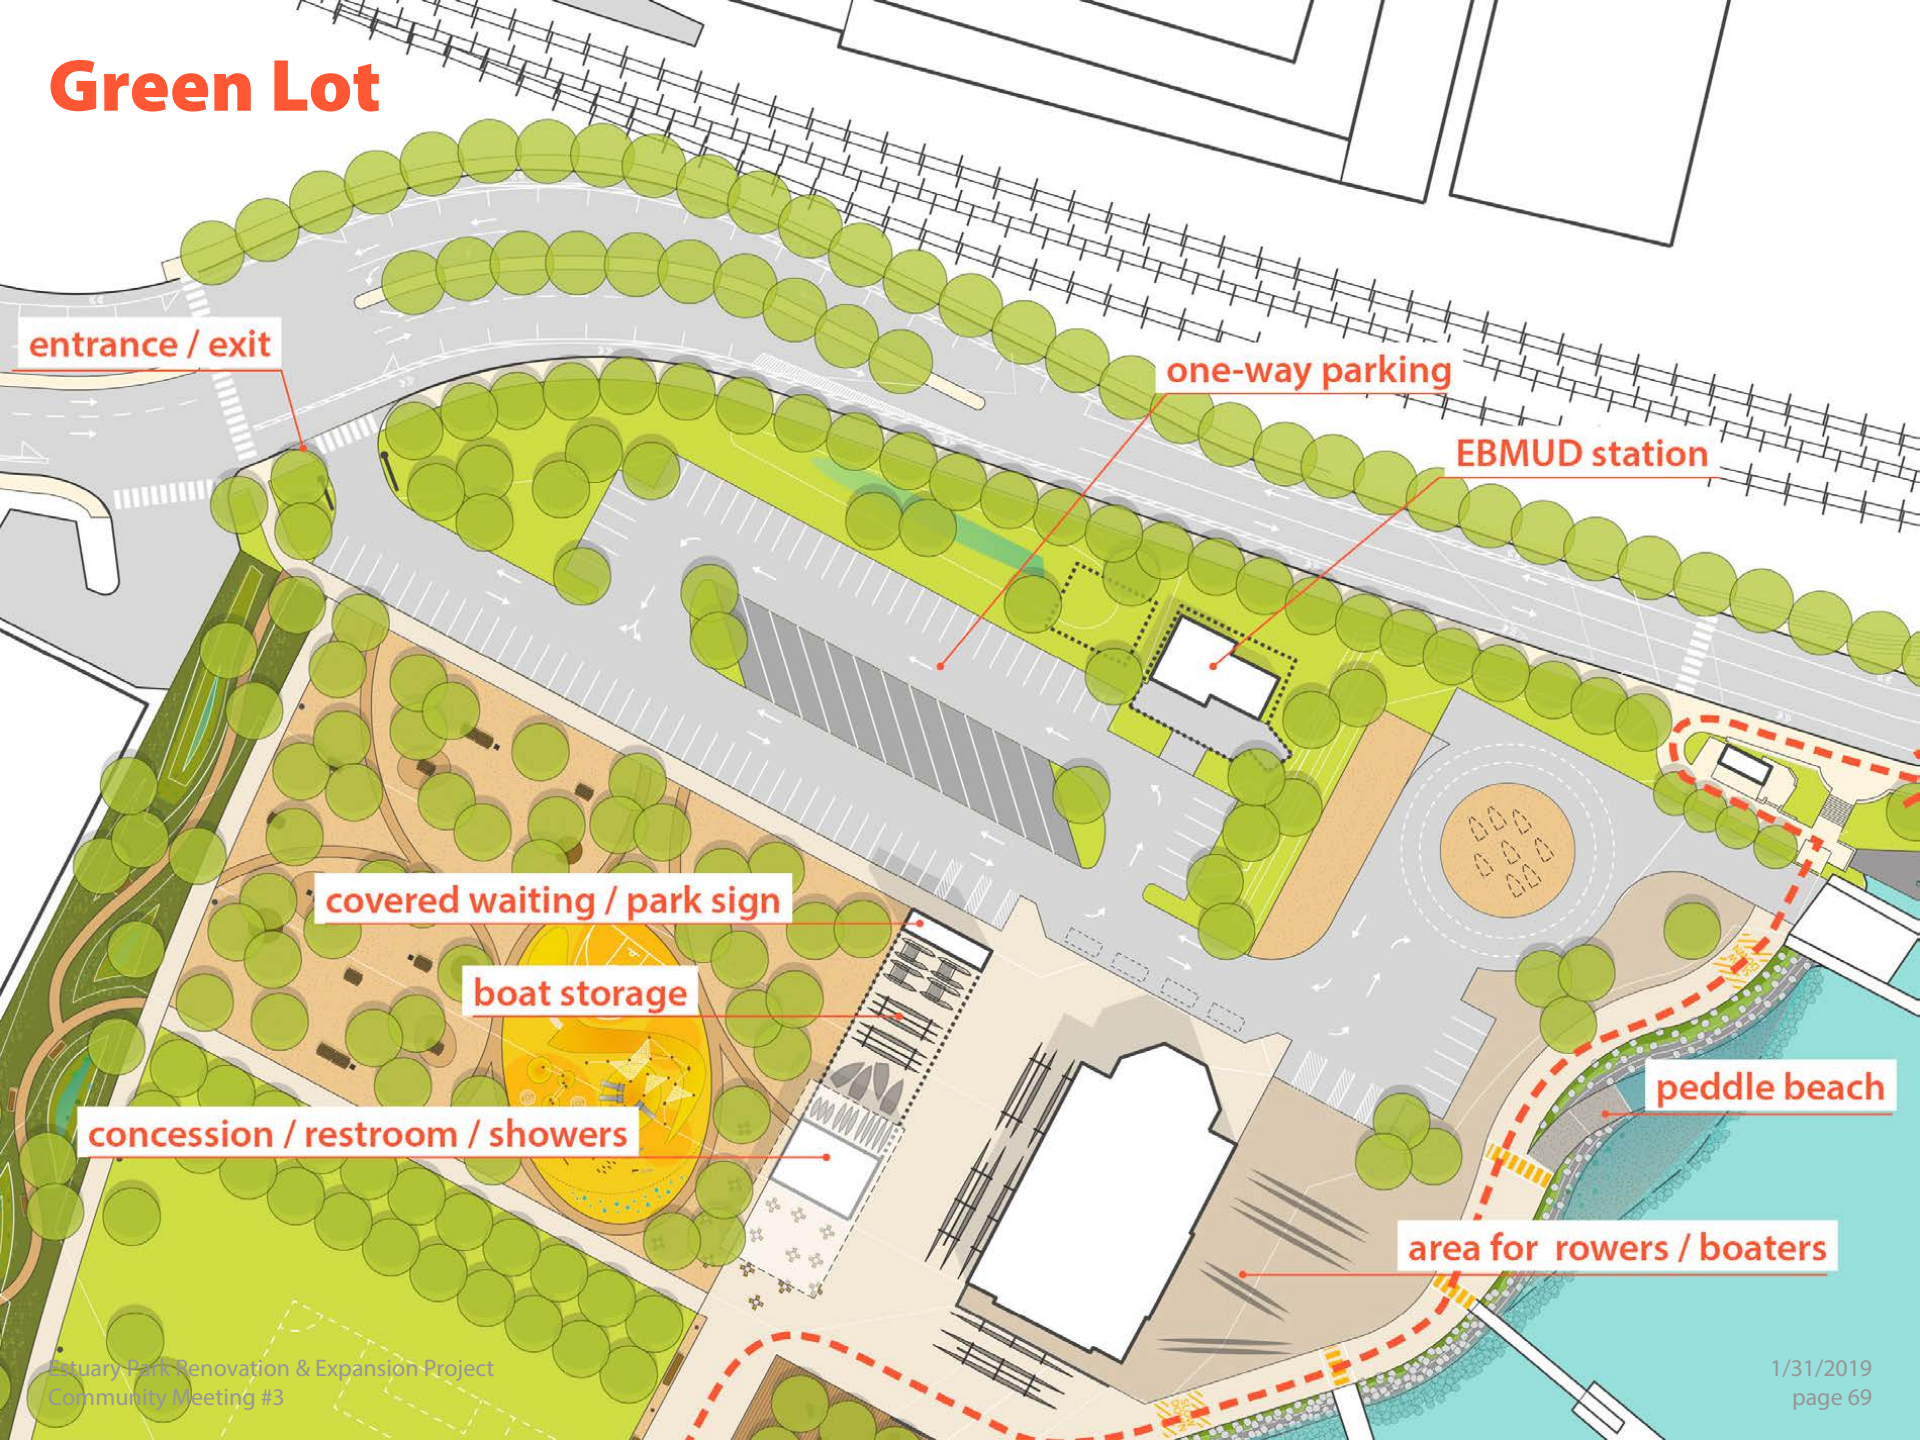 Green Lot
entrance / exit
one-way parking
EBMUD station
covered waiting / park sign
boat storage
peddle beach
concession / restroom / showers
area for rowers / boaters
Estuary Park Renovation & Expansion Project
Community Meeting #3
1/31/2019
page 69